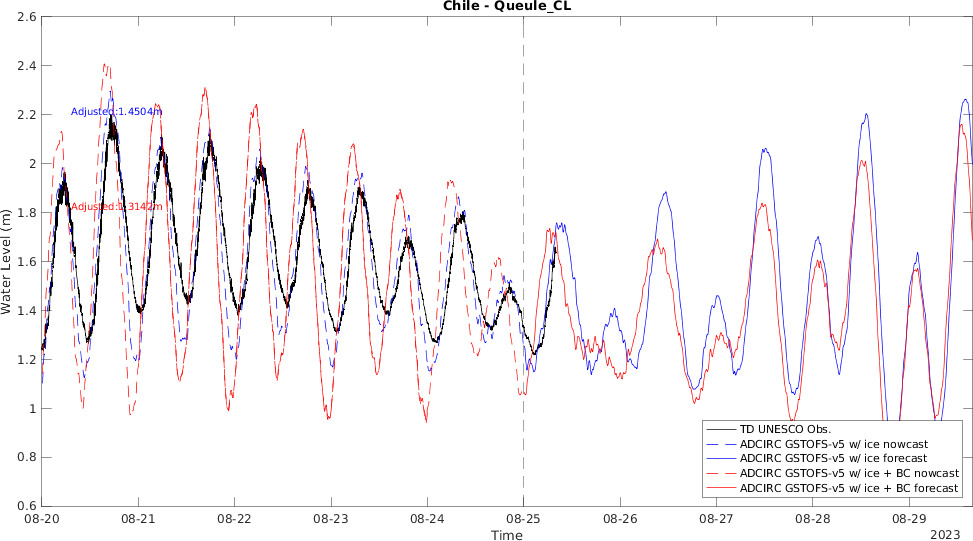 Chile - Queule_CL
2.6
2.4
2.2
2
1.8
1.6
1.4
1.2
1
0.8
0.6
Water Level (m)
Adjusted:1.4504m
Adjusted:1.3142m
TD UNESCO Obs.
ADCIRC GSTOFS-v5 w/ ice nowcast
ADCIRC GSTOFS-v5 w/ ice forecast
ADCIRC GSTOFS-v5 w/ ice + BC nowcast
ADCIRC GSTOFS-v5 w/ ice + BC forecast
08-20 08-21 08-22 08-23 08-24 08-25 08-26 08-27 08-28 08-29
Time
2023